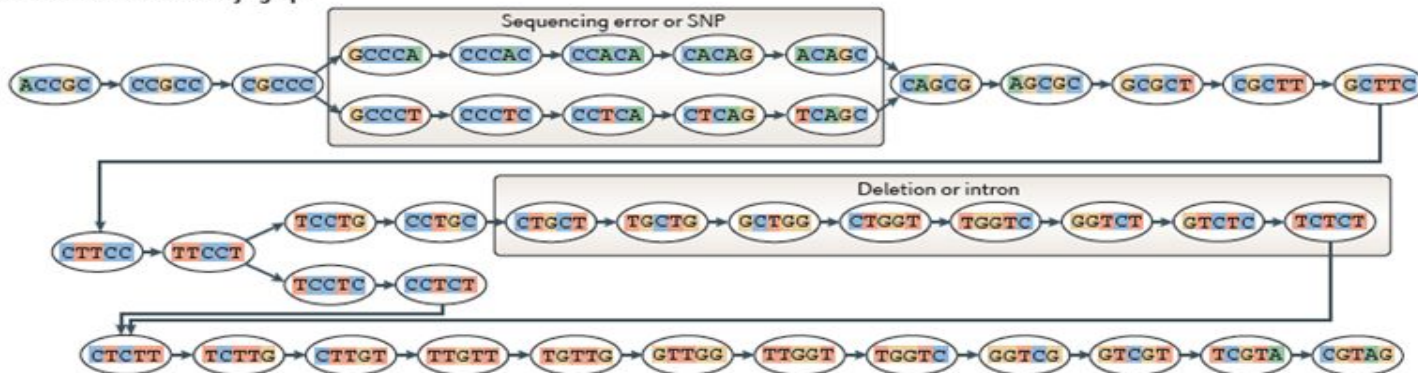 Sequencing error or SNP
GCCCA CCCAC CCACA CACAG ACAGC
ACCGC CCGCC CGCCC CAGCG AGCGC GCGCT CGCTT GCTTC
GCCCT CCCTC CCTCA CTCAG TCAGC
Deletion or intron
TCCTG CCTGC CTGCT TGCTG GCTGG CTGGT TGGTC GGTCT GTCTC TCTCT
CTTCC TTCCT
TCCTC CCTCT
CTCTT TCTTG CTTGT TTGTT TGTTG GTTGG TTGGT TGGTC GGTCG GTCGT TCGTA CGTAG